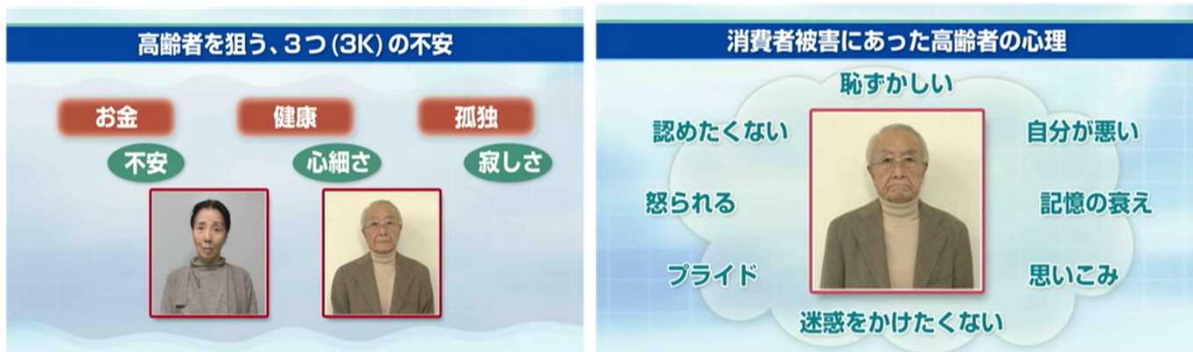 高齢者を狙う、3つ(3K)の不安
お金
健康
孤独
不安
心細さ
寂しさ
消費者被害にあった高齢者の心理
恥ずかしい
認めたくない
自分が悪い
怒られる
記憶の衰え
プライド
思いこみ
迷惑をかけたくない